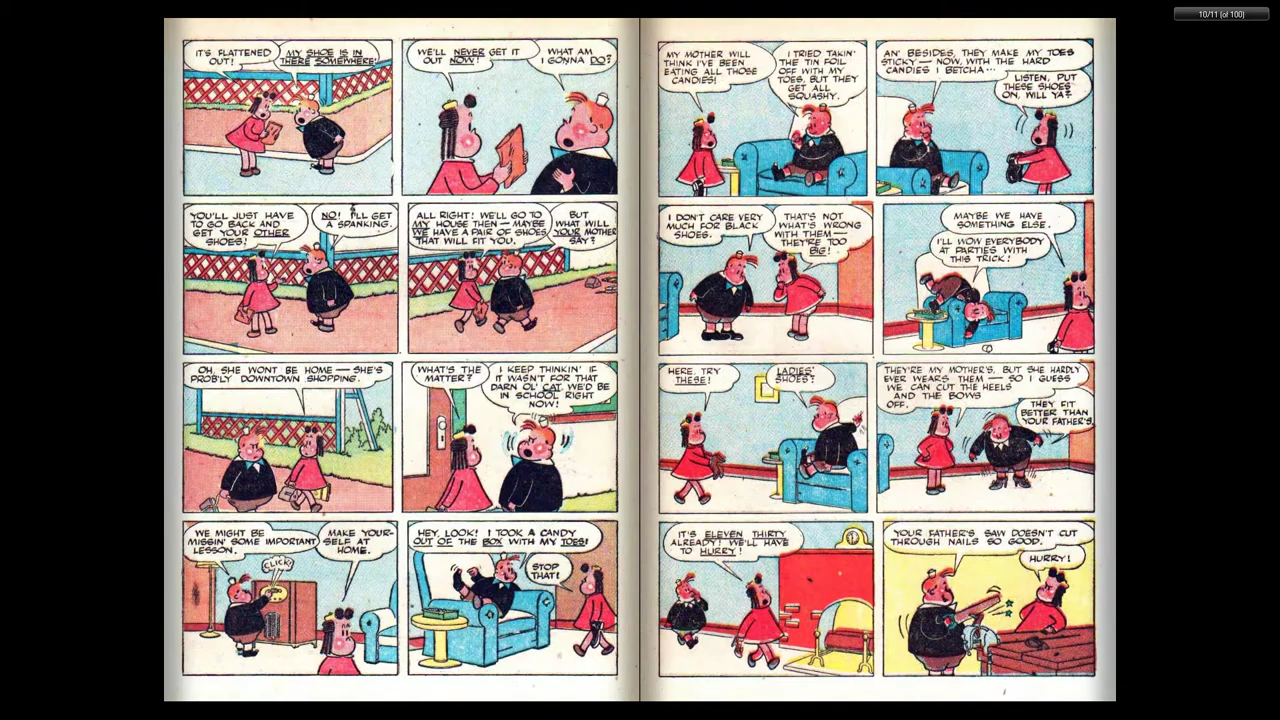 10/11 (of 100)
IT'S FLATTENED
OUT!
MY SHOE IS IN
THERE SOMEWHERE!
WE'LL NEVER GET IT
OUT NOW!
WHAT AM
I GONNA DO?
YOU'LL JUST HAVE
TO GO BACK AND
GET YOUR OTHER
SHOES!
NO! I'LL GET
A SPANKING.
ALL RIGHT! WE'LL GO TO
MY HOUSE THEN — MAYBE
WE HAVE A PAIR OF SHOES
THAT WILL FIT YOU.
BUT
WHAT WILL
YOUR MOTHER
SAY?
OH, SHE WONT BE HOME — SHE'S
PROB'LY DOWNTOWN SHOPPING.
WHAT'S THE
MATTER?
I KEEP THINKIN' IF
IT WASN'T FOR THAT
DARN OL' CAT, WE'D BE
IN SCHOOL RIGHT
NOW!
WE MIGHT BE
MISSIN' SOME IMPORTANT
LESSON.
CLICK!
MAKE YOUR-
SELF AT
HOME.
HEY, LOOK! I TOOK A CANDY
OUT OF THE BOX WITH MY TOES!
STOP
THAT!
MY MOTHER WILL
THINK I'VE BEEN
EATING ALL THOSE
CANDIES!
I TRIED TAKIN'
THE TIN FOIL
OFF WITH MY
TOES, BUT THEY
GET ALL
SQUASHY.
AN' BESIDES, THEY MAKE MY TOES
STICKY — NOW, WITH THE HARD
CANDIES I BETCHA ...
LISTEN, PUT
THESE SHOES
ON, WILL YA?
I DON'T CARE VERY
MUCH FOR BLACK
SHOES.
THAT'S NOT
WHAT'S WRONG
WITH THEM —
THEY'RE TOO
BIG!
MAYBE WE HAVE
SOMETHING ELSE.
I'LL WOW EVERYBODY
AT PARTIES WITH
THIS TRICK!
HERE, TRY
THESE!
LADIES'
SHOES?
THEY'RE MY MOTHER'S, BUT SHE HARDLY
EVER WEARS THEM — SO I GUESS
WE CAN CUT THE HEELS
AND THE BOWS
OFF.
THEY FIT
BETTER THAN
YOUR FATHER'S
IT'S ELEVEN THIRTY
ALREADY! WE'LL HAVE
TO HURRY!
YOUR FATHER'S SAW DOESN'T CUT
THROUGH NAILS SO GOOD.
HURRY!